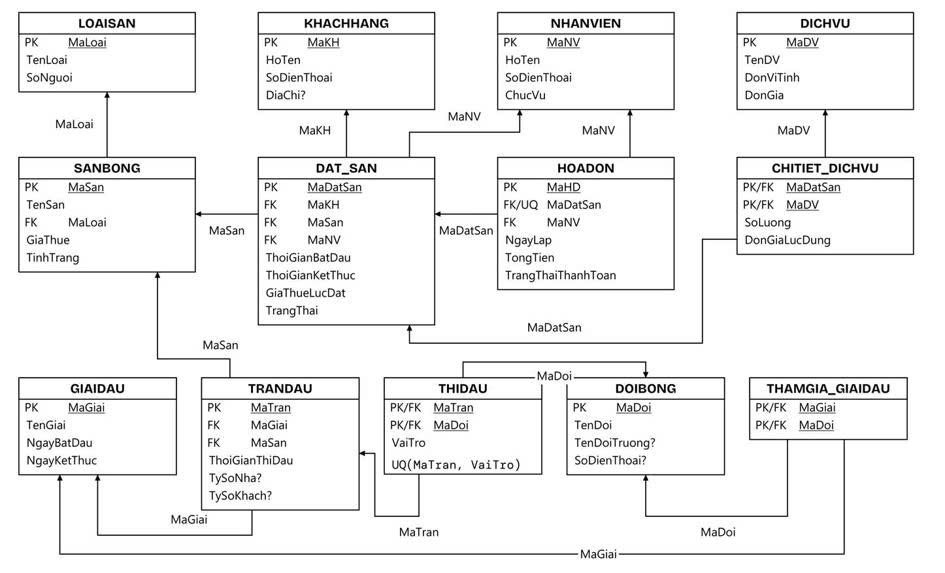 LOAISAN
PK MaLoai
TenLoai
SoNguoi
KHACHHANG
PK MaKH
HoTen
SoDienThoai
DiaChi?
NHANVIEN
PK MaNV
HoTen
SoDienThoai
ChucVu
DICHVU
PK MaDV
TenDV
DonViTinh
DonGia
MaLoai
MaKH
MaNV
MaNV
MaDV
SANBONG
PK MaSan
TenSan
FK MaLoai
GiaThue
TinhTrang
MaSan
DAT_SAN
PK MaDatSan
FK MaKH
FK MaSan
FK MaNV
ThoiGianBatDau
ThoiGianKetThuc
GiaThueLucDat
TrangThai
MaDatSan
HOADON
PK MaHD
FK/UQ MaDatSan
FK MaNV
NgayLap
TongTien
TrangThaiThanhToan
CHITIET_DICHVU
PK/FK MaDatSan
PK/FK MaDV
SoLuong
DonGiaLucDung
MaDatSan
MaSan
MaDoi
GIAIDAU
PK MaGiai
TenGiai
NgayBatDau
NgayKetThuc
TRANDAU
PK MaTran
FK MaGiai
FK MaSan
ThoiGianThiDau
TySoNha?
TySoKhach?
THIDAU
PK/FK MaTran
PK/FK MaDoi
VaiTro
UQ(MaTran, VaiTro)
DOIBONG
PK MaDoi
TenDoi
TenDoiTruong?
SoDienThoai?
THAMGIA_GIAIDAU
PK/FK MaGiai
PK/FK MaDoi
MaGiai
MaTran
MaDoi
MaGiai